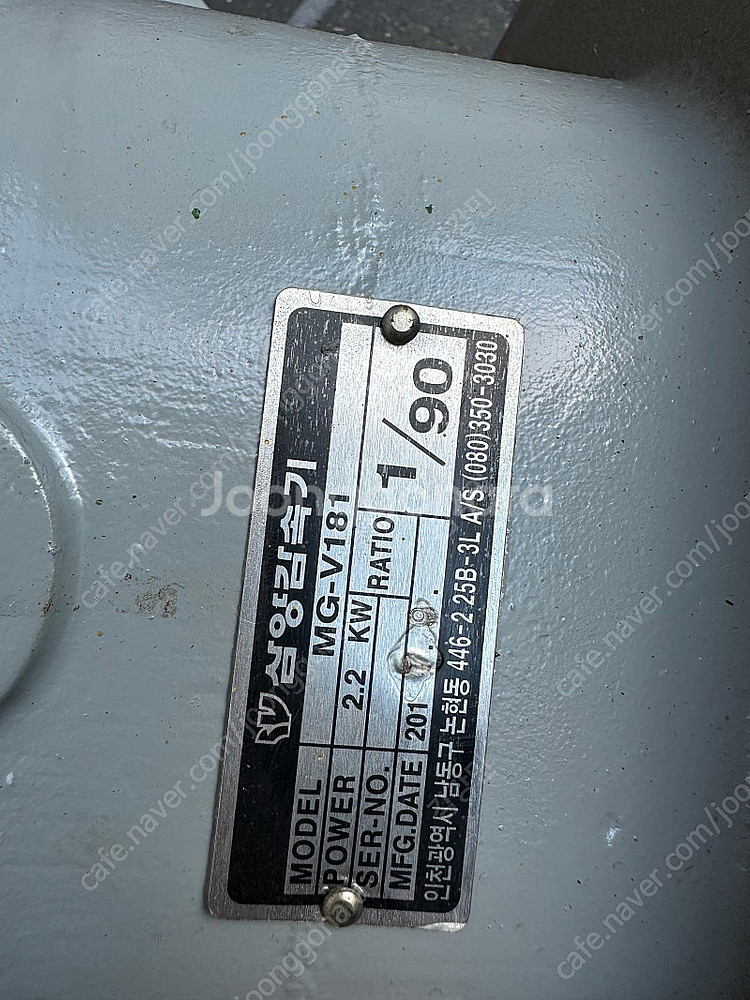 삼양감속기
MODEL MG-V181
POWER 2.2 KW RATIO 1/90
SER-NO.
MFG.DATE 201 . .
인천광역시 남동구 논현동 446-2 25B-3L A/S (080)350-3030
Joonggonara
cafe.naver.com/joonggonara